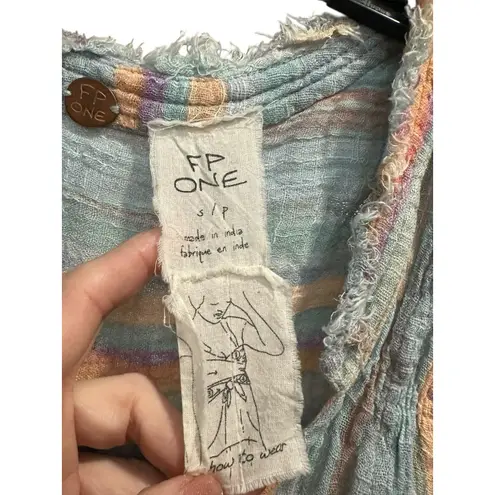 FP
ONE
FP
ONE
s / p
made in india
fabriqué en inde
how to wear